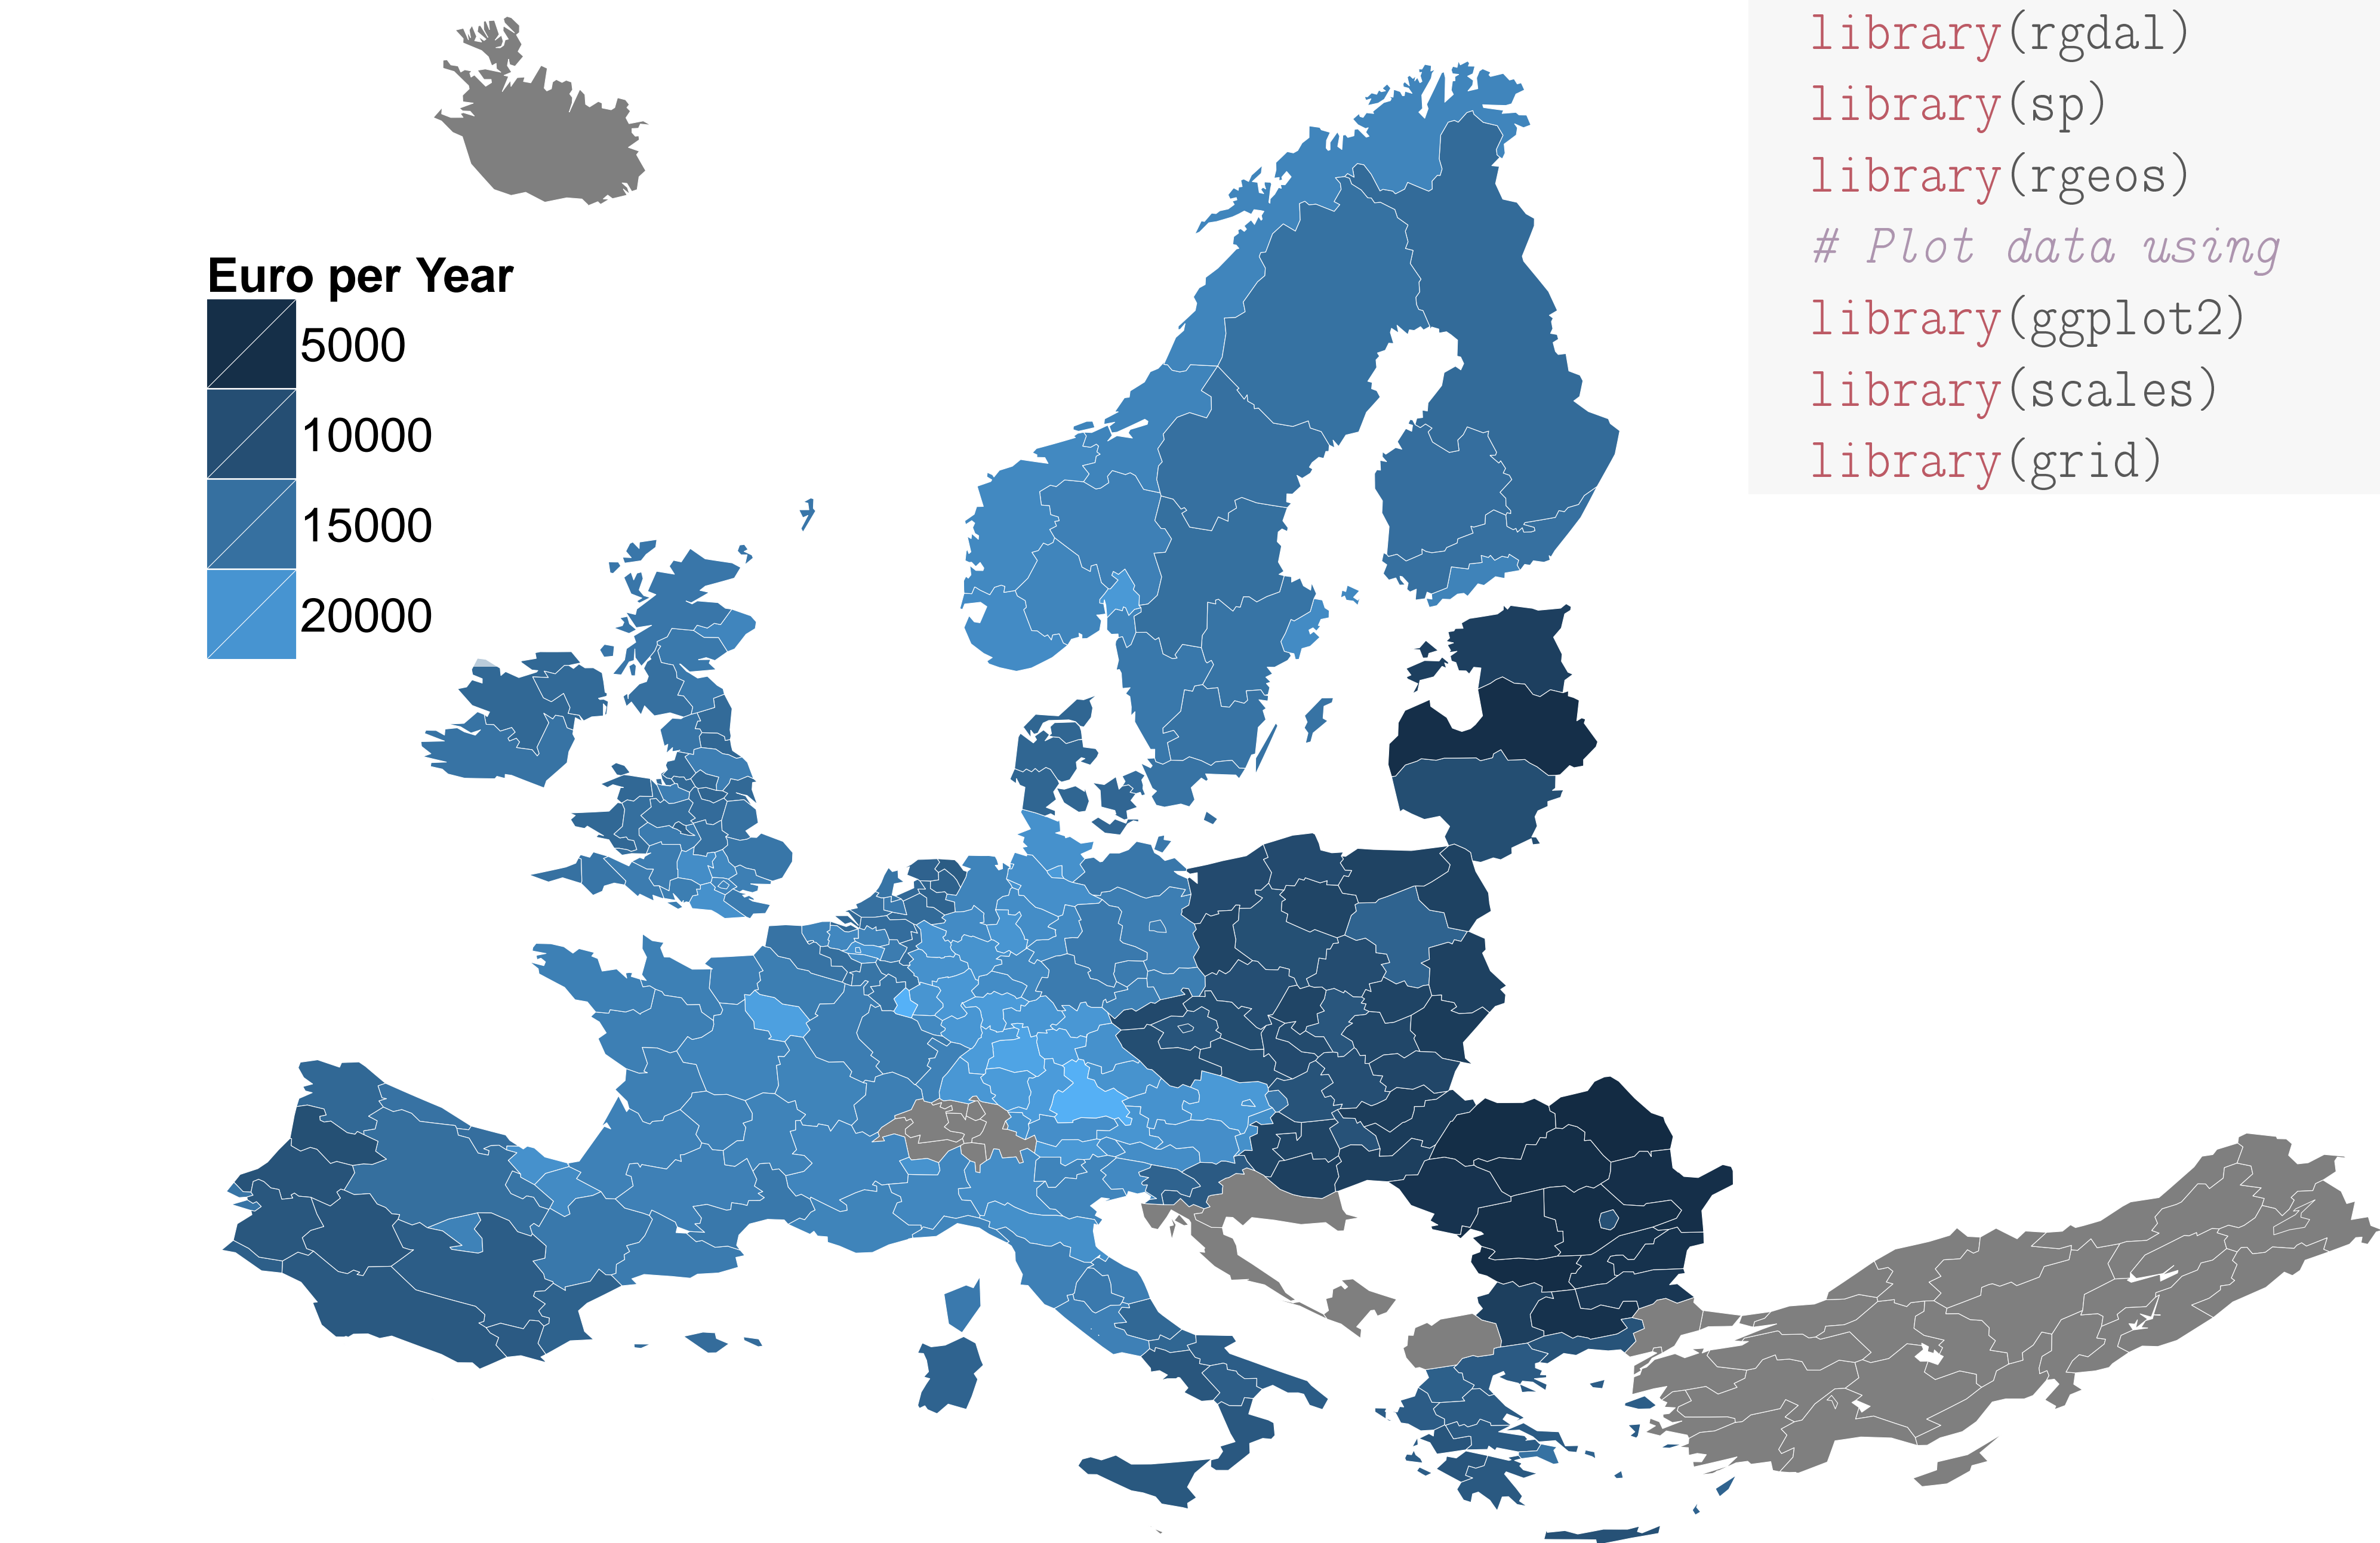 library(rgdal)
library(sp)
library(rgeos)
# Plot data using
library(ggplot2)
library(scales)
library(grid)
Euro per Year
5000
10000
15000
20000